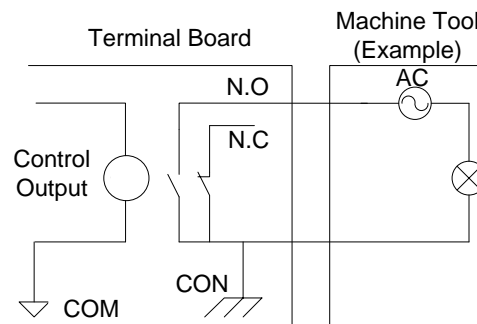 Terminal Board
Machine Tool
(Example)
AC
N.O
N.C
Control
Output
CON
COM